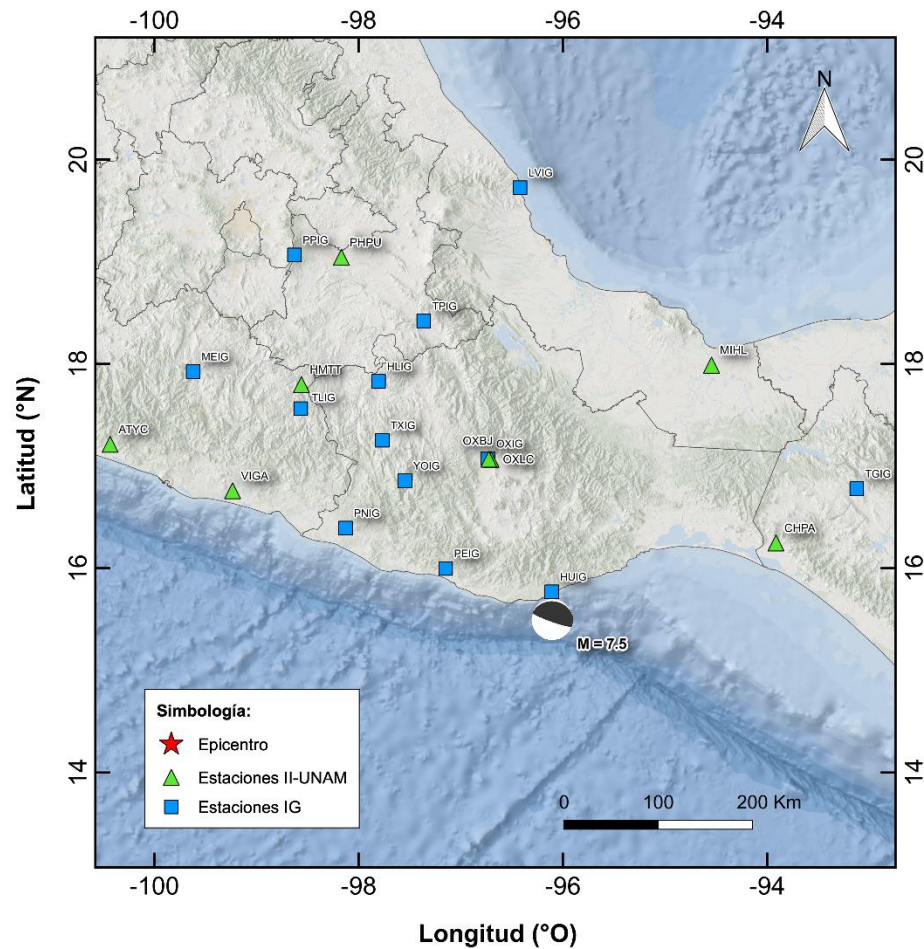 -100 -98 -96 -94
N
20 20
LVIG
PPIG PHPU
TPIG
18 18
MEIG HMTT HLIG MIHL
TLIG
ATYC TXIG OXBJ OXIG
OXLC
VIGA YOIG TGIG
PNIG CHPA
16 16
PEIG HUIG
M = 7.5
Latitud (°N)
Simbología:
Epicentro
Estaciones II-UNAM
Estaciones IG
0 100 200 Km
14 14
-100 -98 -96 -94
Longitud (°O)